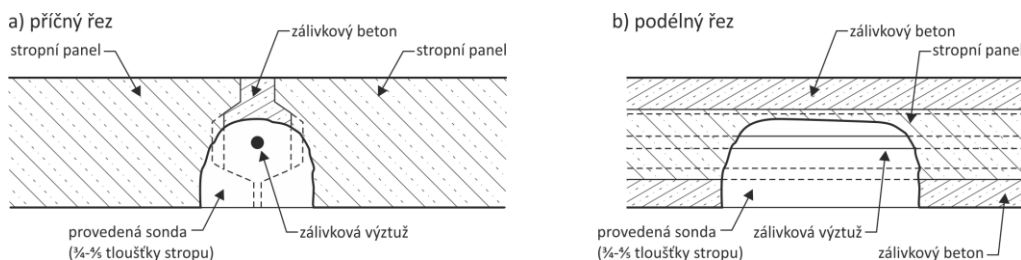 a) příčný řez
zálivkový beton
stropní panel
stropní panel
provedená sonda
(¾-⅘ tloušťky stropu)
zálivková výztuž
b) podélný řez
zálivkový beton
stropní panel
provedená sonda
(¾-⅘ tloušťky stropu)
zálivková výztuž
zálivkový beton